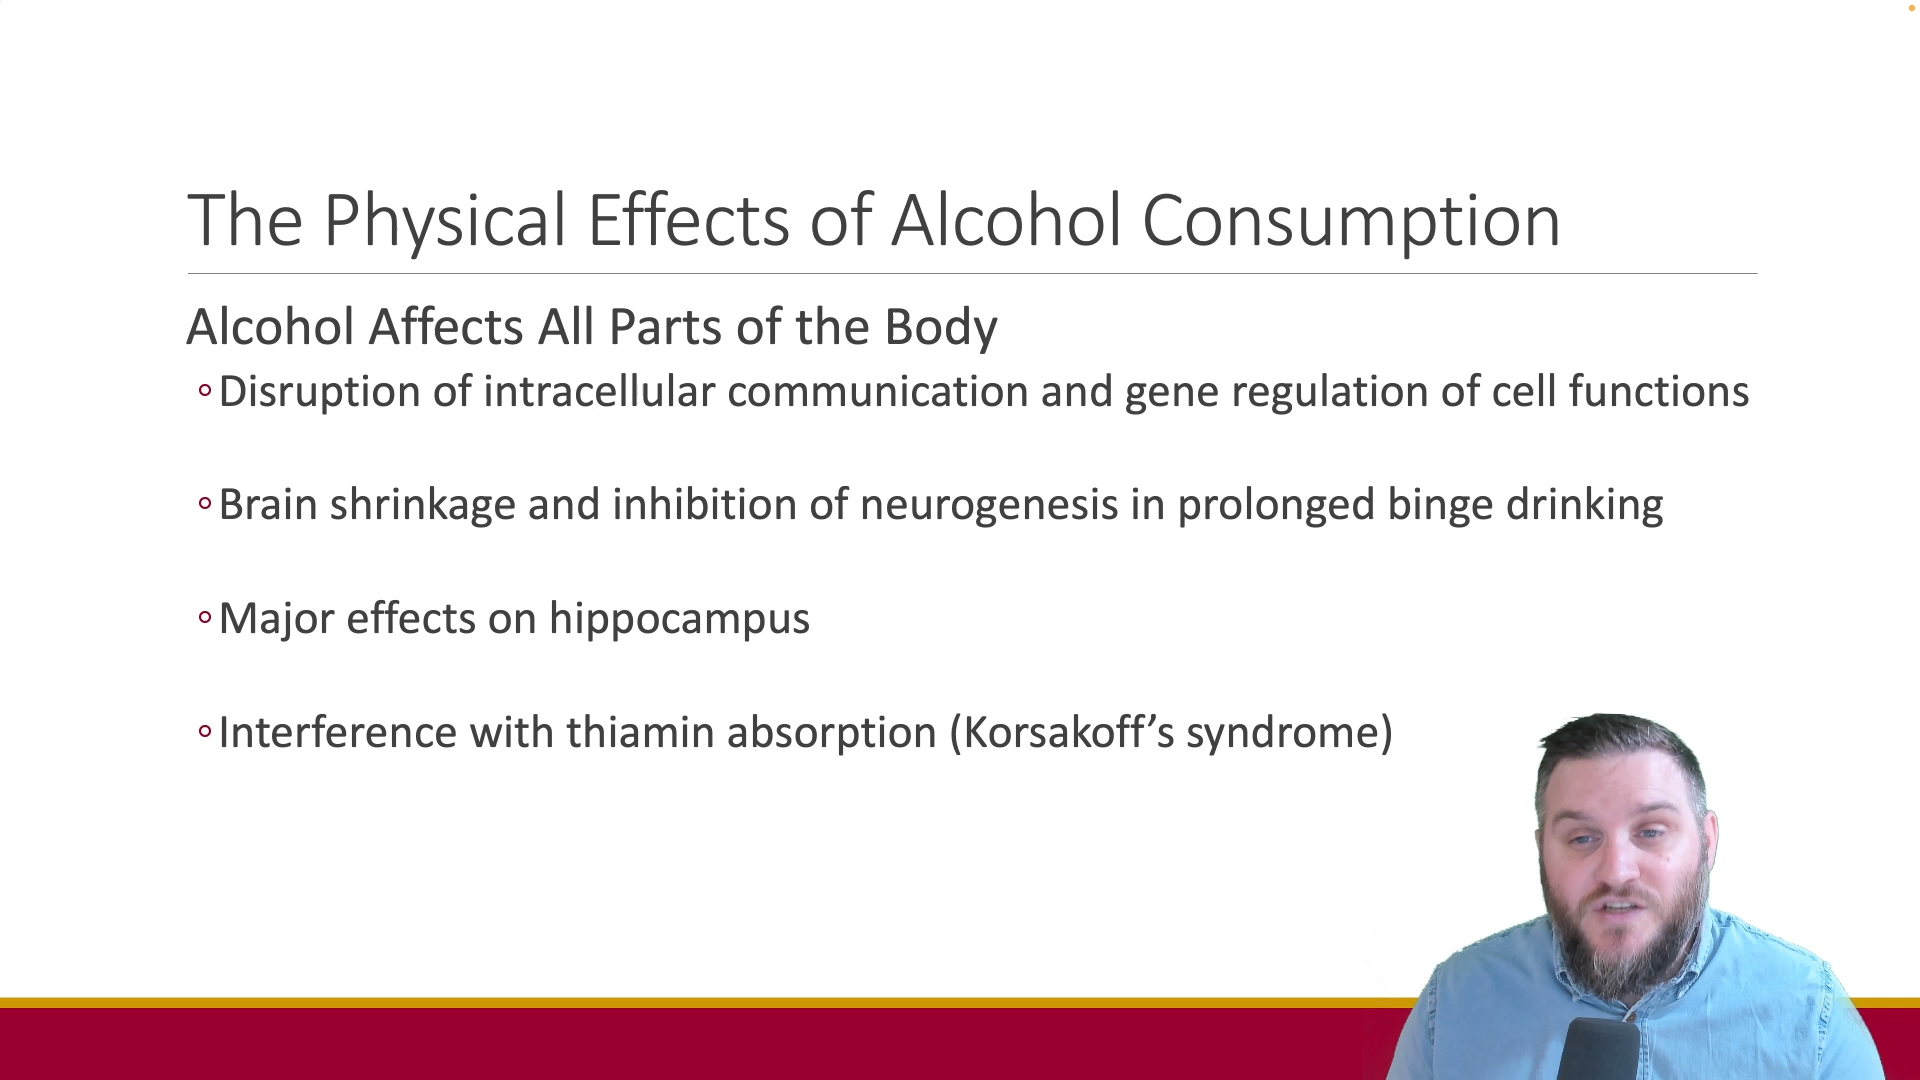 The Physical Effects of Alcohol Consumption
Alcohol Affects All Parts of the Body
◦Disruption of intracellular communication and gene regulation of cell functions
◦Brain shrinkage and inhibition of neurogenesis in prolonged binge drinking
◦Major effects on hippocampus
◦Interference with thiamin absorption (Korsakoff’s syndrome)